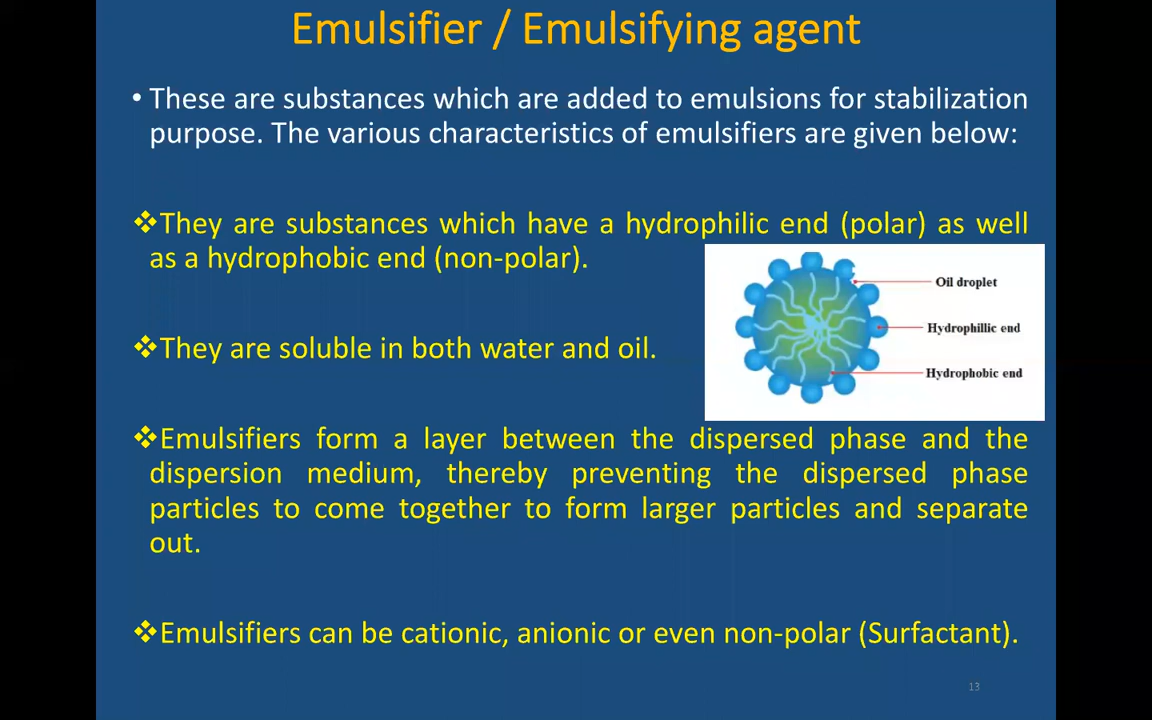 Emulsifier / Emulsifying agent
• These are substances which are added to emulsions for stabilization
purpose. The various characteristics of emulsifiers are given below:
❖They are substances which have a hydrophilic end (polar) as well
as a hydrophobic end (non-polar).
Oil droplet
Hydrophillic end
Hydrophobic end
❖They are soluble in both water and oil.
❖Emulsifiers form a layer between the dispersed phase and the
dispersion medium, thereby preventing the dispersed phase
particles to come together to form larger particles and separate
out.
❖Emulsifiers can be cationic, anionic or even non-polar (Surfactant).
13